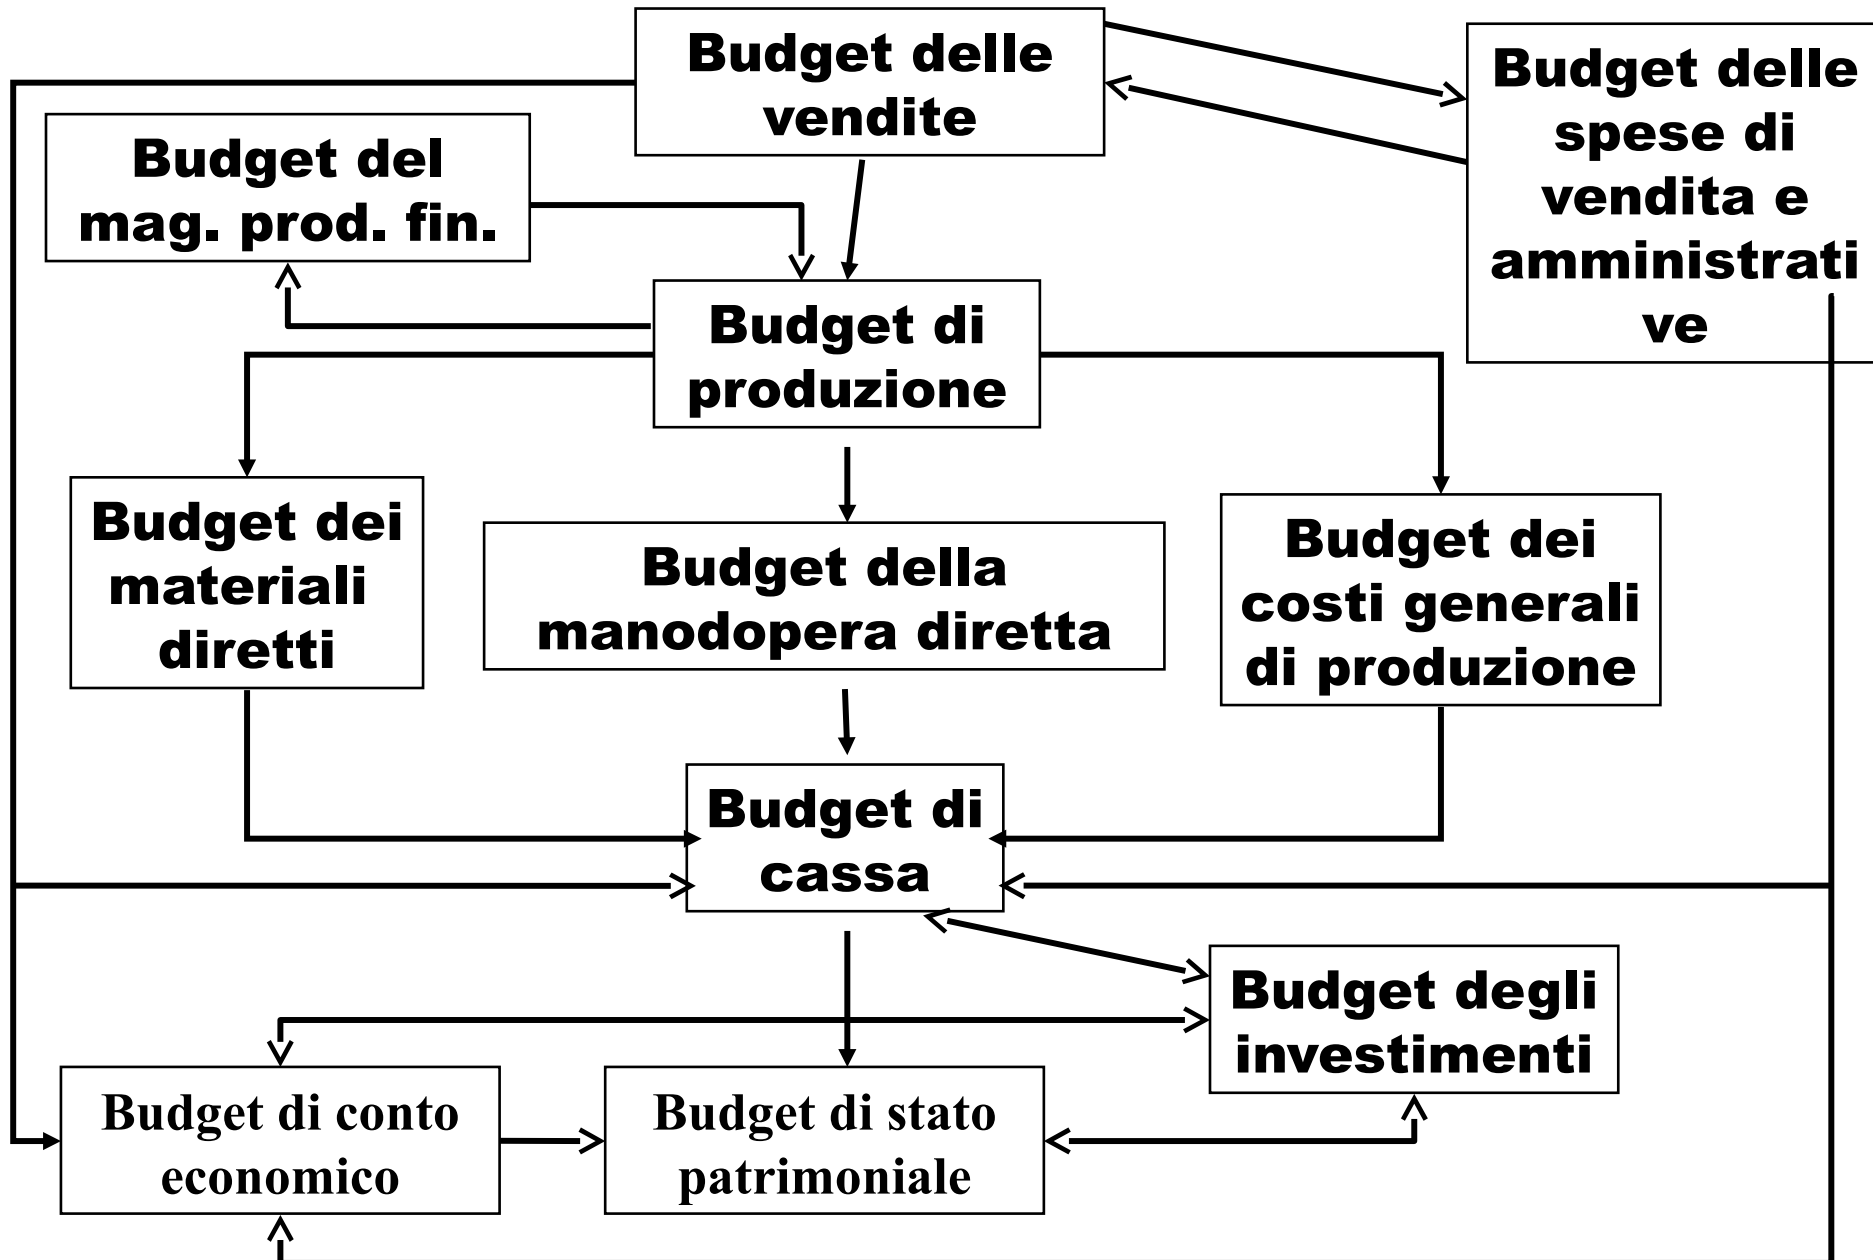 Budget delle
vendite
Budget delle
spese di
vendita e
amministrati
ve
Budget del
mag. prod. fin.
Budget di
produzione
Budget dei
materiali
diretti
Budget della
manodopera diretta
Budget dei
costi generali
di produzione
Budget di
cassa
Budget degli
investimenti
Budget di conto
economico
Budget di stato
patrimoniale